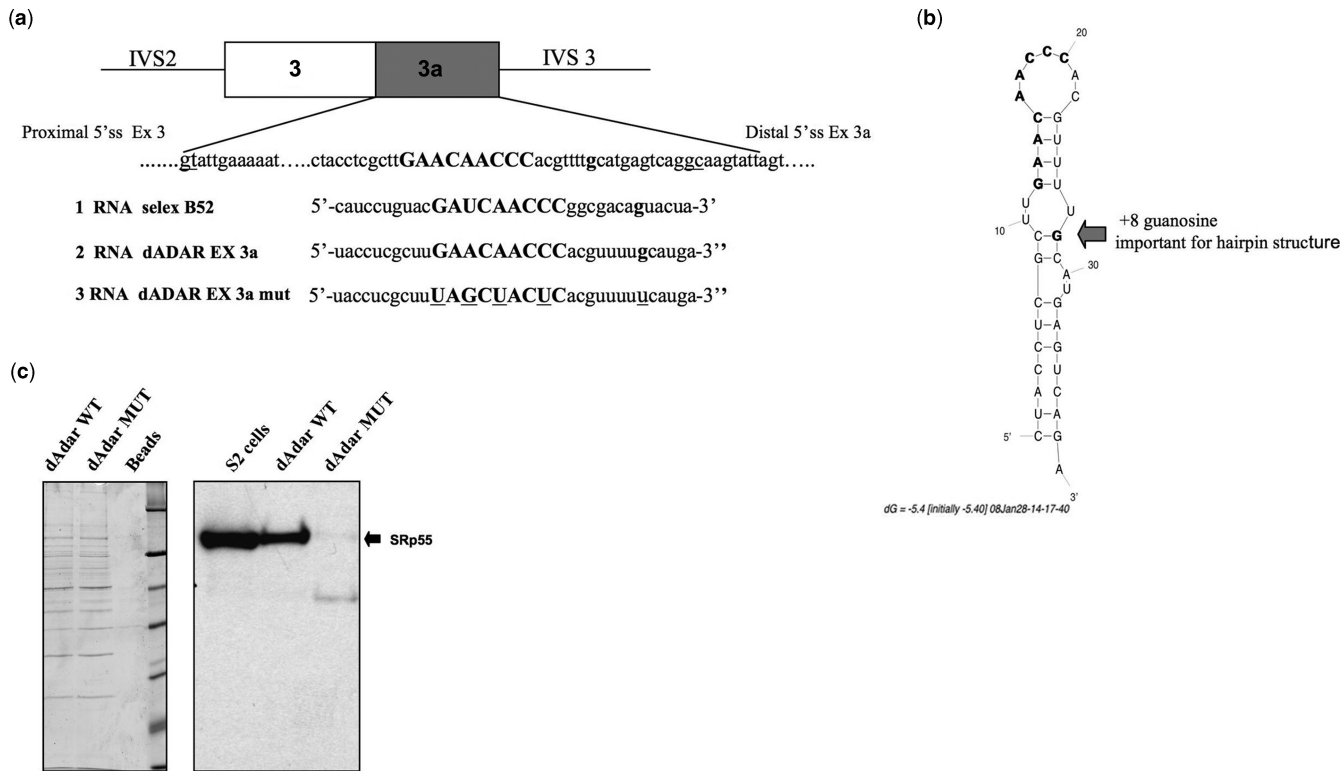 (a)
IVS2
3
3a
IVS 3
Proximal 5’ss Ex 3
Distal 5’ss Ex 3a
.......gtattgaaaaat…..ctacctcgcttGAACAACCCacgttttgcatgagtcaggcaagtattagt…..
1 RNA selex B52 5’-cauccuguacGAUCAACCCggcgacaguacua-3’
2 RNA dADAR EX 3a 5’-uaccucgcuuGAACAACCCacguuuugcauga-3’’
3 RNA dADAR EX 3a mut 5’-uaccucgcuuUAGCUACUCacguuuuucauga-3’’
(b)
20
C
C
C
A
A
A
C
C
G
A
U
A
U
G
U
U
U
U
10
C
G
G
C
30
A
U
C
G
U
A
C
G
C
U
A
C
U
A
5'
C
G
A
3'
+8 guanosine
important for hairpin structure
dG = -5.4 [initially -5.40] 08Jan28-14-17-40
(c)
dAdar WT
dAdar MUT
Beads
S2 cells
dAdar WT
dAdar MUT
SRp55